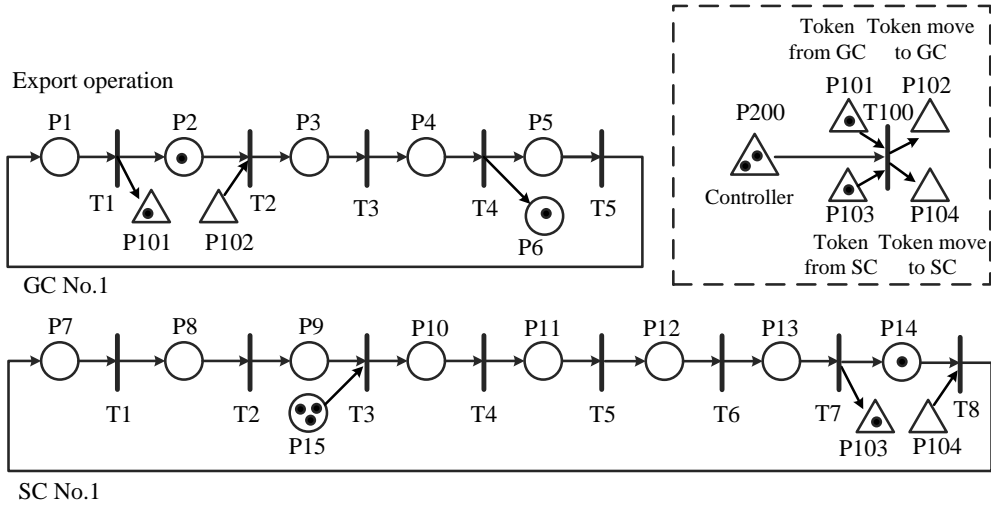 Token Token move
from GC to GC
Export operation
P101 P102
P1 P2 P3 P4 P5
P200 T100
T1 T2 T3 T4 T5
Controller P103 P104
P101 P102 P6
Token Token move
from SC to SC
GC No.1
P7 P8 P9 P10 P11 P12 P13 P14
T1 T2 T3 T4 T5 T6 T7 T8
P15 P103 P104
SC No.1